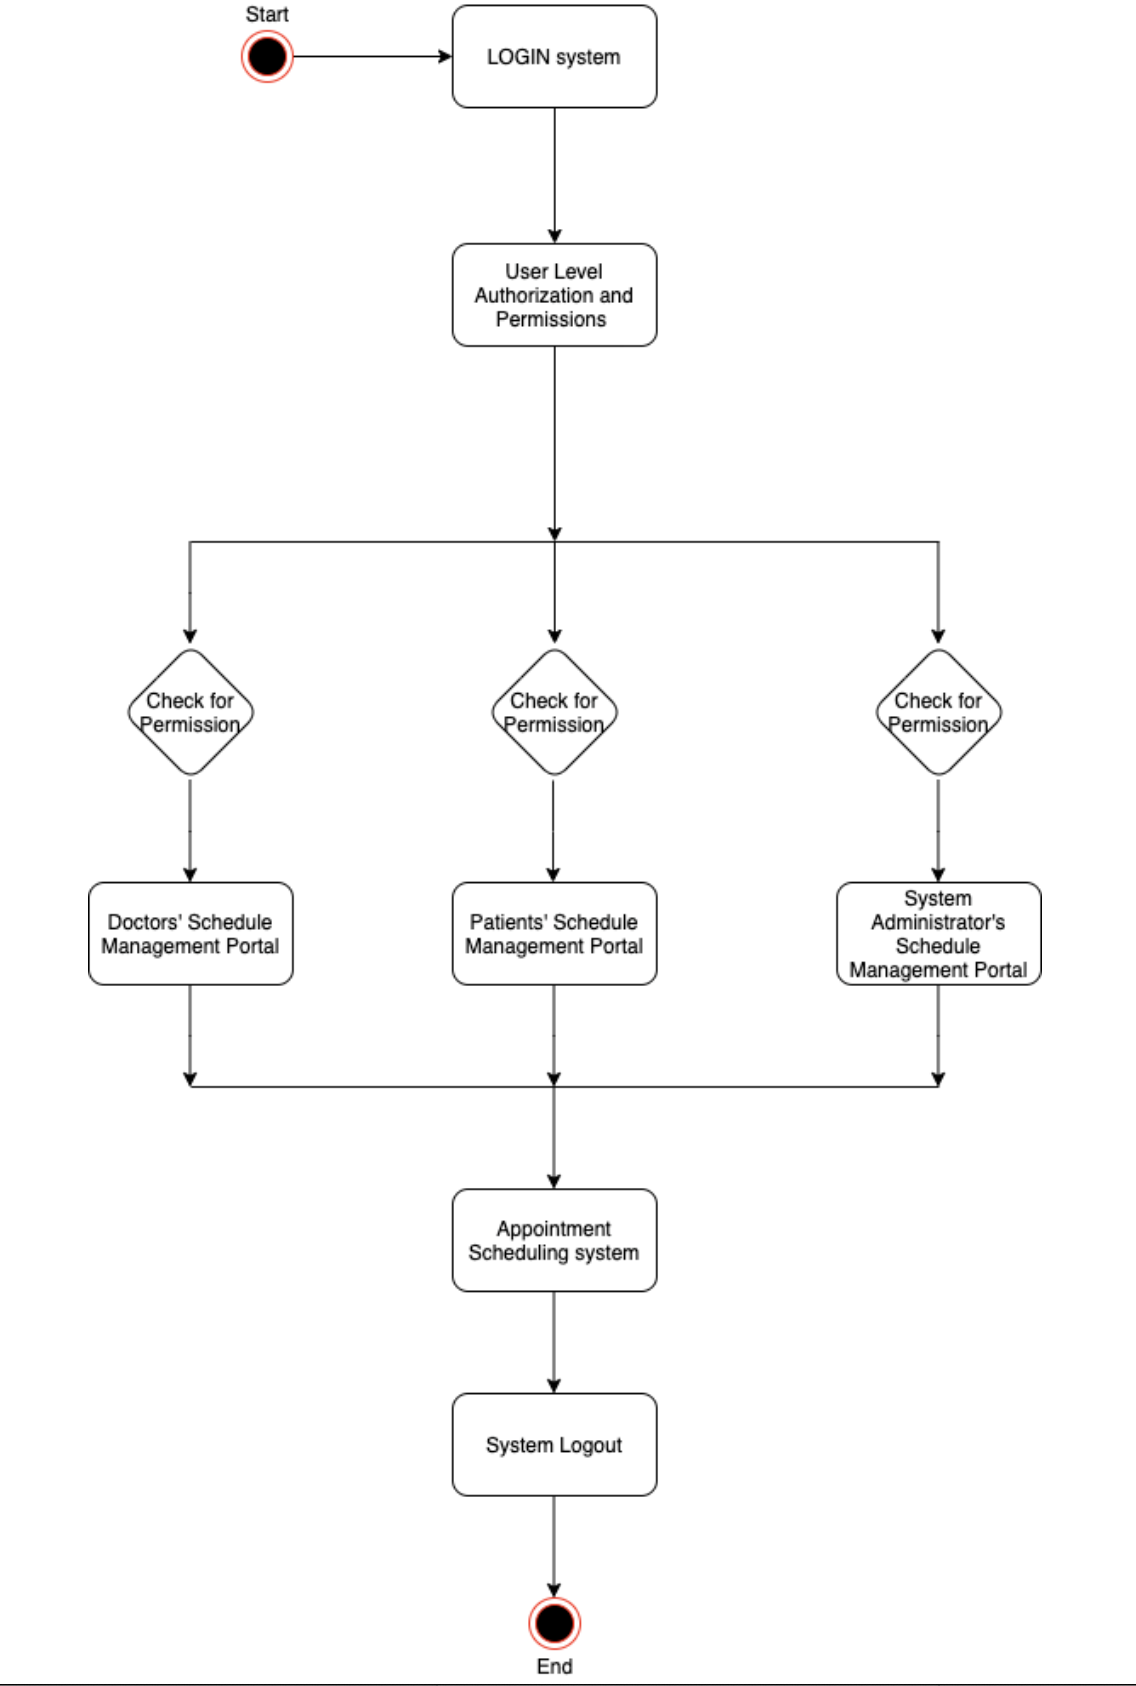 Start
LOGIN system
User Level
Authorization and
Permissions
Check for
Permission
Check for
Permission
Check for
Permission
Doctors' Schedule
Management Portal
Patients' Schedule
Management Portal
System
Administrator's
Schedule
Management Portal
Appointment
Scheduling system
System Logout
End